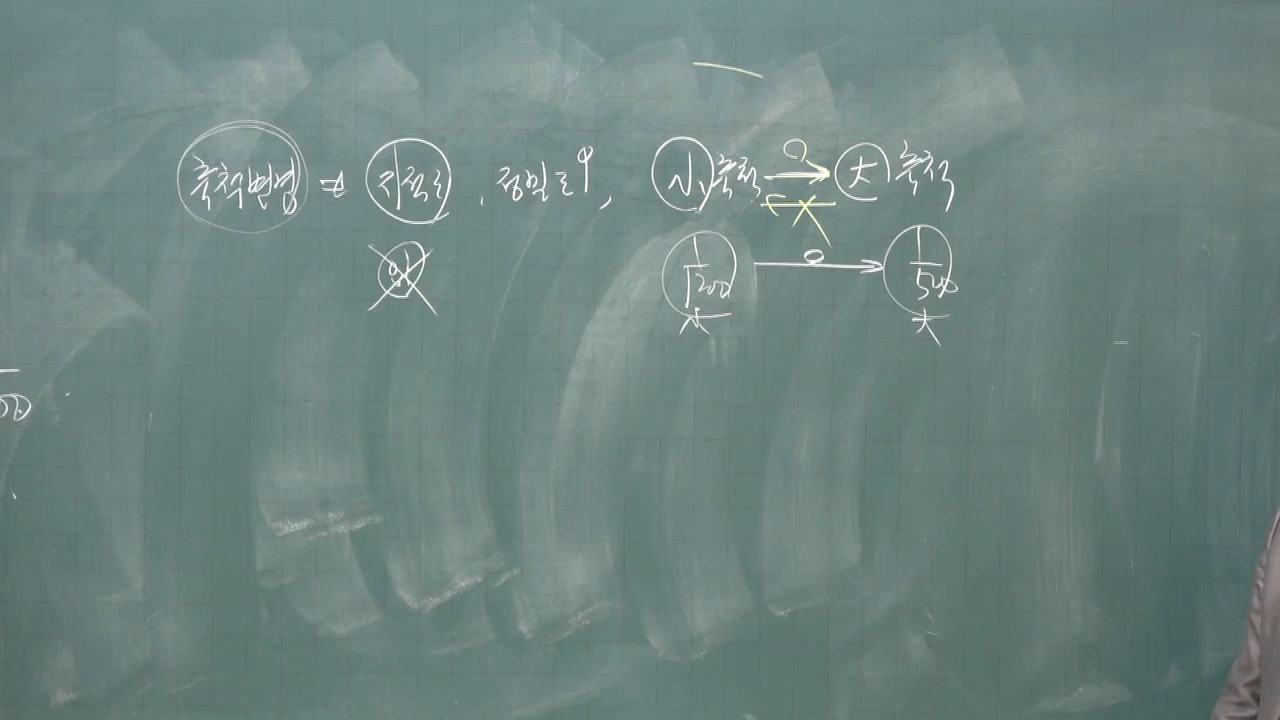 축척변경 ≠ 지적도, 정밀도↑, 小축척 → 大축척
임 1/1200 → 1/500
小 大